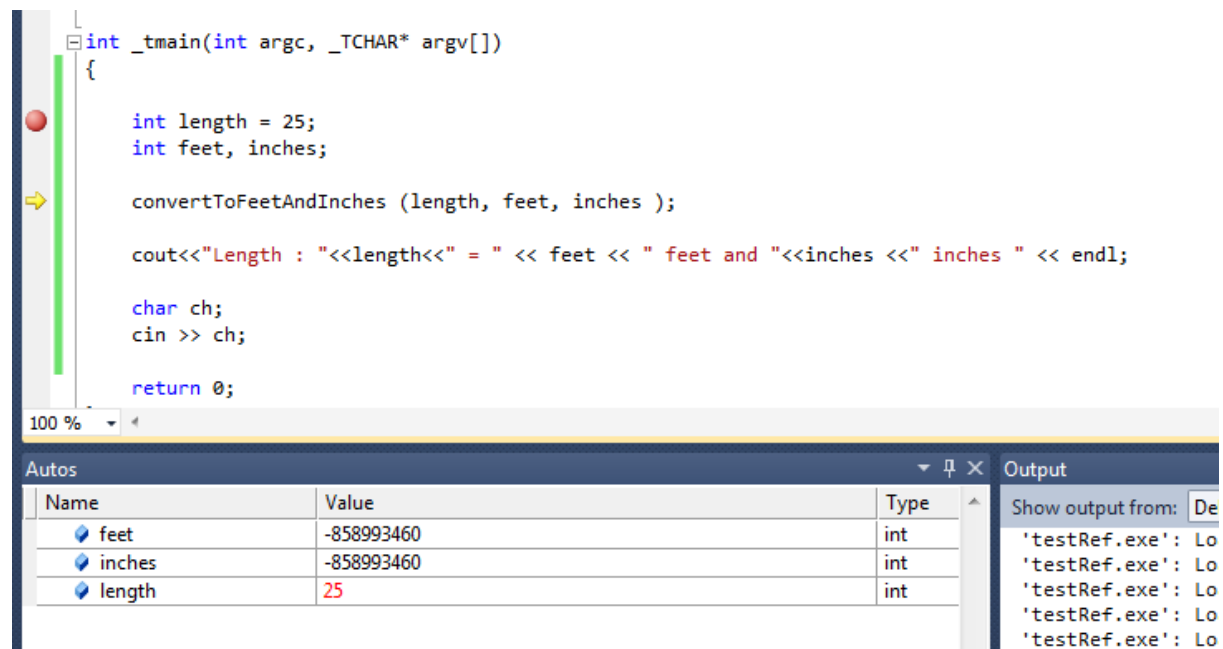 int _tmain(int argc, _TCHAR* argv[])
{
int length = 25;
int feet, inches;
convertToFeetAndInches (length, feet, inches );
cout<<"Length : "<<length<<" = " << feet << " feet and "<<inches <<" inches " << endl;
char ch;
cin >> ch;
return 0;
100 %
Autos
Name Value Type
feet -858993460 int
inches -858993460 int
length 25 int
Output
Show output from: De
'testRef.exe': Lo
'testRef.exe': Lo
'testRef.exe': Lo
'testRef.exe': Lo
'testRef.exe': Lo